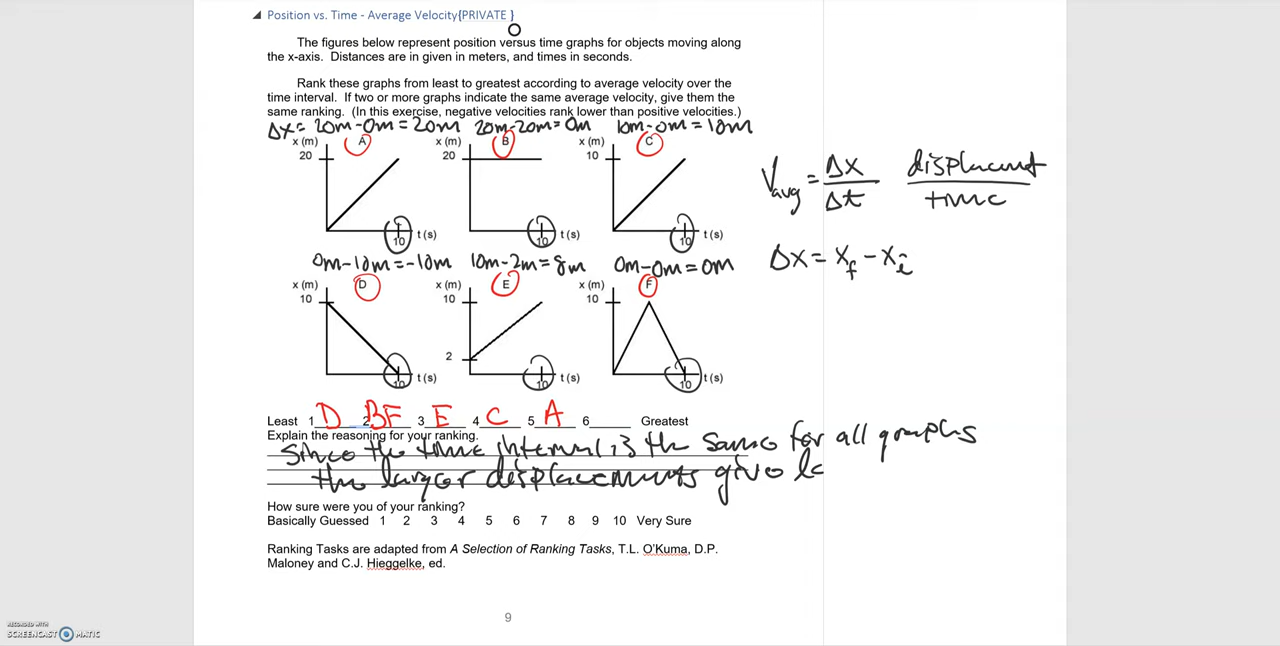 Position vs. Time - Average Velocity{PRIVATE }
The figures below represent position versus time graphs for objects moving along
the x-axis. Distances are in given in meters, and times in seconds.
Rank these graphs from least to greatest according to average velocity over the
time interval. If two or more graphs indicate the same average velocity, give them the
same ranking. (In this exercise, negative velocities rank lower than positive velocities.)
Δx = 20m-0m = 20m 20m-20m = 0m 10m-0m = 10m
x (m) A x (m) B x (m) C
20 20 10
10 t (s) 10 t (s) 10 t (s)
Vavg = Δx/Δt displacment/time
Δx = xf - xi
0m-10m = -10m 10m-2m = 8m 0m-0m = 0m
x (m) D x (m) E x (m) F
10 10 10
2
10 t (s) 10 t (s) 10 t (s)
Least 1 D 2 BF 3 E 4 C 5 A 6 Greatest
Explain the reasoning for your ranking.
Since the time interval is the same for all graphs
the larger displacements give
How sure were you of your ranking?
Basically Guessed 1 2 3 4 5 6 7 8 9 10 Very Sure
Ranking Tasks are adapted from A Selection of Ranking Tasks, T.L. O'Kuma, D.P.
Maloney and C.J. Hieggelke, ed.
9
RECORDED WITH
SCREENCAST MATIC